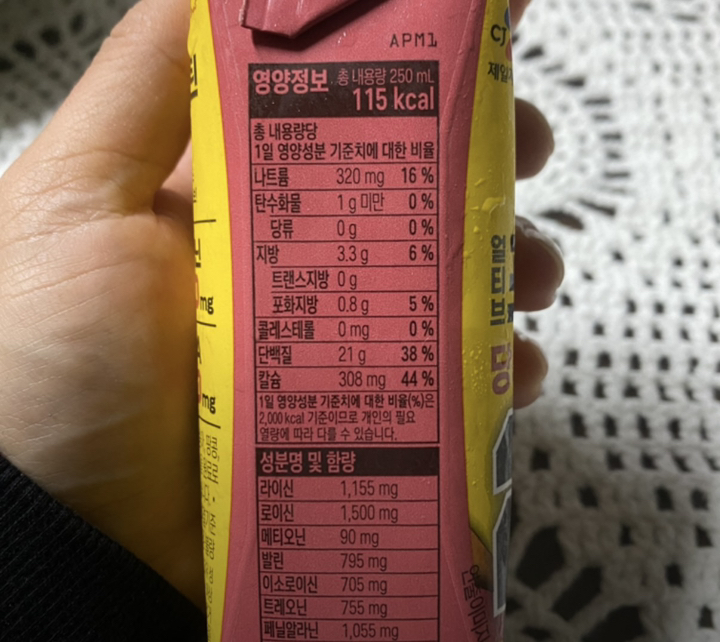 APM1
CJ
영양정보 총 내용량 250 mL
115 kcal
총 내용량당
1일 영양성분 기준치에 대한 비율
나트륨 320 mg 16 %
탄수화물 1 g 미만 0 %
당류 0 g 0 %
지방 3.3 g 6 %
트랜스지방 0 g
포화지방 0.8 g 5 %
콜레스테롤 0 mg 0 %
단백질 21 g 38 %
칼슘 308 mg 44 %
1일 영양성분 기준치에 대한 비율(%)은
2,000 kcal 기준이므로 개인의 필요
열량에 따라 다를 수 있습니다.
성분명 및 함량
라이신 1,155 mg
로이신 1,500 mg
메티오닌 90 mg
발린 795 mg
이소로이신 705 mg
트레오닌 755 mg
페닐알라닌 1,055 mg
mg
mg
얼
티
브